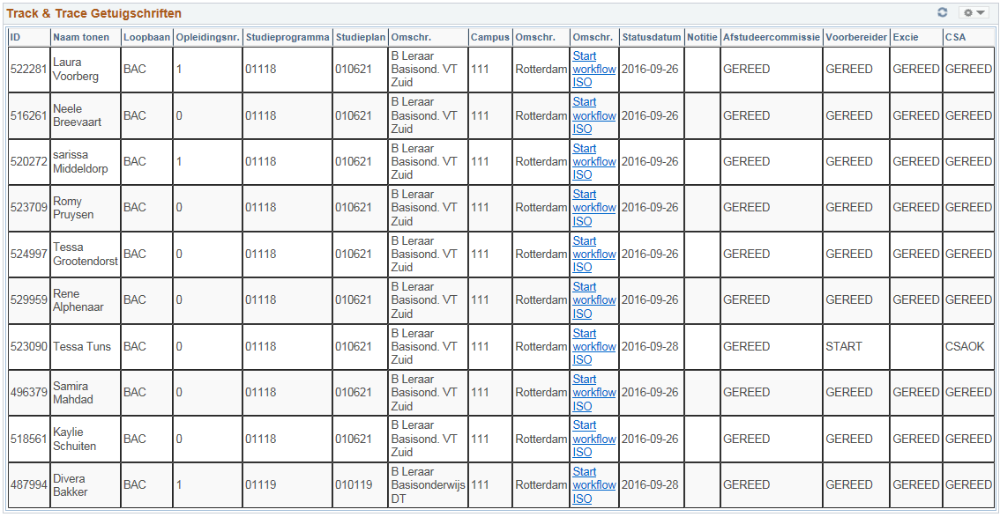 Track & Trace Getuigschriften
ID Naam tonen Loopbaan Opleidingsnr. Studieprogramma Studieplan Omschr. Campus Omschr. Omschr. Statusdatum Notitie Afstudeercommissie Voorbereider Excie CSA
522281 Laura Voorberg BAC 1 01118 010621 B Leraar Basisond. VT Zuid 111 Rotterdam Start workflow ISO 2016-09-26 GEREED GEREED GEREED GEREED
516261 Neele Breevaart BAC 0 01118 010621 B Leraar Basisond. VT Zuid 111 Rotterdam Start workflow ISO 2016-09-26 GEREED GEREED GEREED GEREED
520272 sarissa Middeldorp BAC 1 01118 010621 B Leraar Basisond. VT Zuid 111 Rotterdam Start workflow ISO 2016-09-26 GEREED GEREED GEREED GEREED
523709 Romy Pruysen BAC 0 01118 010621 B Leraar Basisond. VT Zuid 111 Rotterdam Start workflow ISO 2016-09-26 GEREED GEREED GEREED GEREED
524997 Tessa Grootendorst BAC 0 01118 010621 B Leraar Basisond. VT Zuid 111 Rotterdam Start workflow ISO 2016-09-26 GEREED GEREED GEREED GEREED
529959 Rene Alphenaar BAC 0 01118 010621 B Leraar Basisond. VT Zuid 111 Rotterdam Start workflow ISO 2016-09-26 GEREED GEREED GEREED GEREED
523090 Tessa Tuns BAC 0 01118 010621 B Leraar Basisond. VT Zuid 111 Rotterdam Start workflow ISO 2016-09-28 GEREED START CSAOK
496379 Samira Mahdad BAC 0 01118 010621 B Leraar Basisond. VT Zuid 111 Rotterdam Start workflow ISO 2016-09-26 GEREED GEREED GEREED GEREED
518561 Kaylie Schuiten BAC 0 01118 010621 B Leraar Basisond. VT Zuid 111 Rotterdam Start workflow ISO 2016-09-26 GEREED GEREED GEREED GEREED
487994 Divera Bakker BAC 1 01119 010119 B Leraar Basisonderwijs DT 111 Rotterdam Start workflow ISO 2016-09-28 GEREED GEREED GEREED GEREED